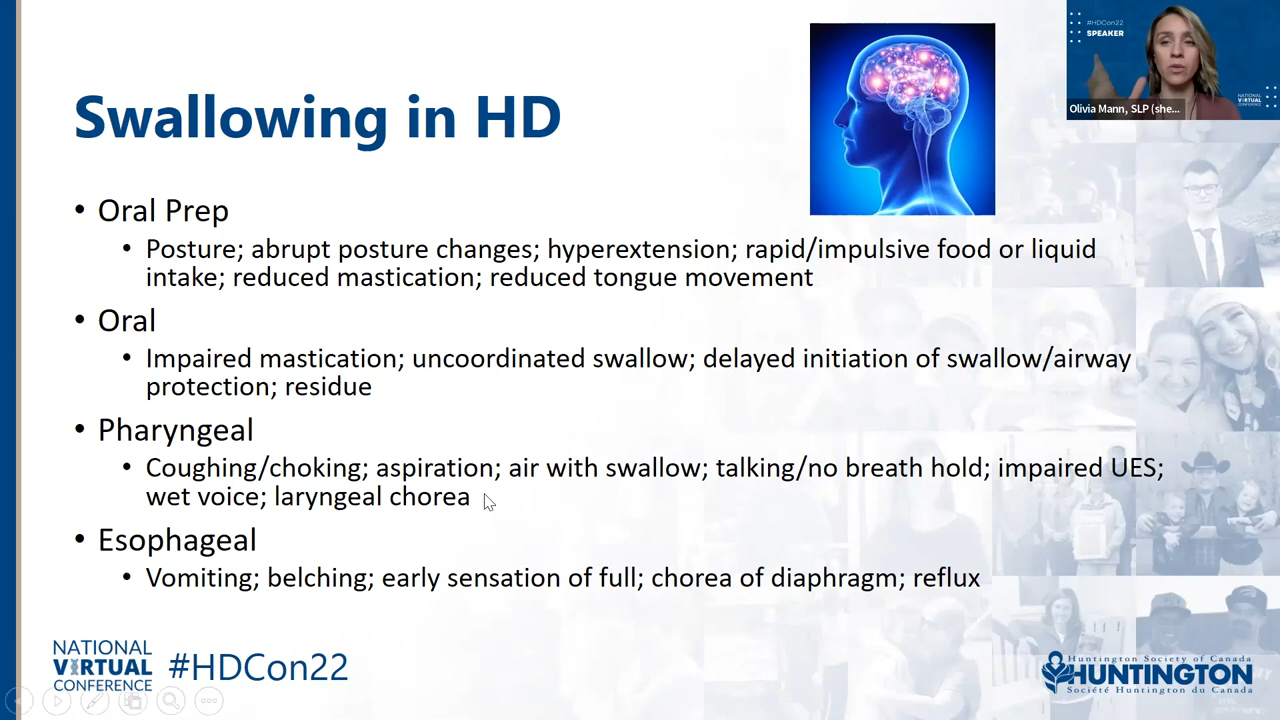 #HDCon22
SPEAKER
NATIONAL
VIRTUAL
CONFERENCE
Olivia Mann, SLP (she...
Swallowing in HD
• Oral Prep
• Posture; abrupt posture changes; hyperextension; rapid/impulsive food or liquid
intake; reduced mastication; reduced tongue movement
• Oral
• Impaired mastication; uncoordinated swallow; delayed initiation of swallow/airway
protection; residue
• Pharyngeal
• Coughing/choking; aspiration; air with swallow; talking/no breath hold; impaired UES;
wet voice; laryngeal chorea
• Esophageal
• Vomiting; belching; early sensation of full; chorea of diaphragm; reflux
NATIONAL
VIRTUAL
CONFERENCE
#HDCon22
Huntington Society of Canada
HUNTINGTON
Société Huntington du Canada